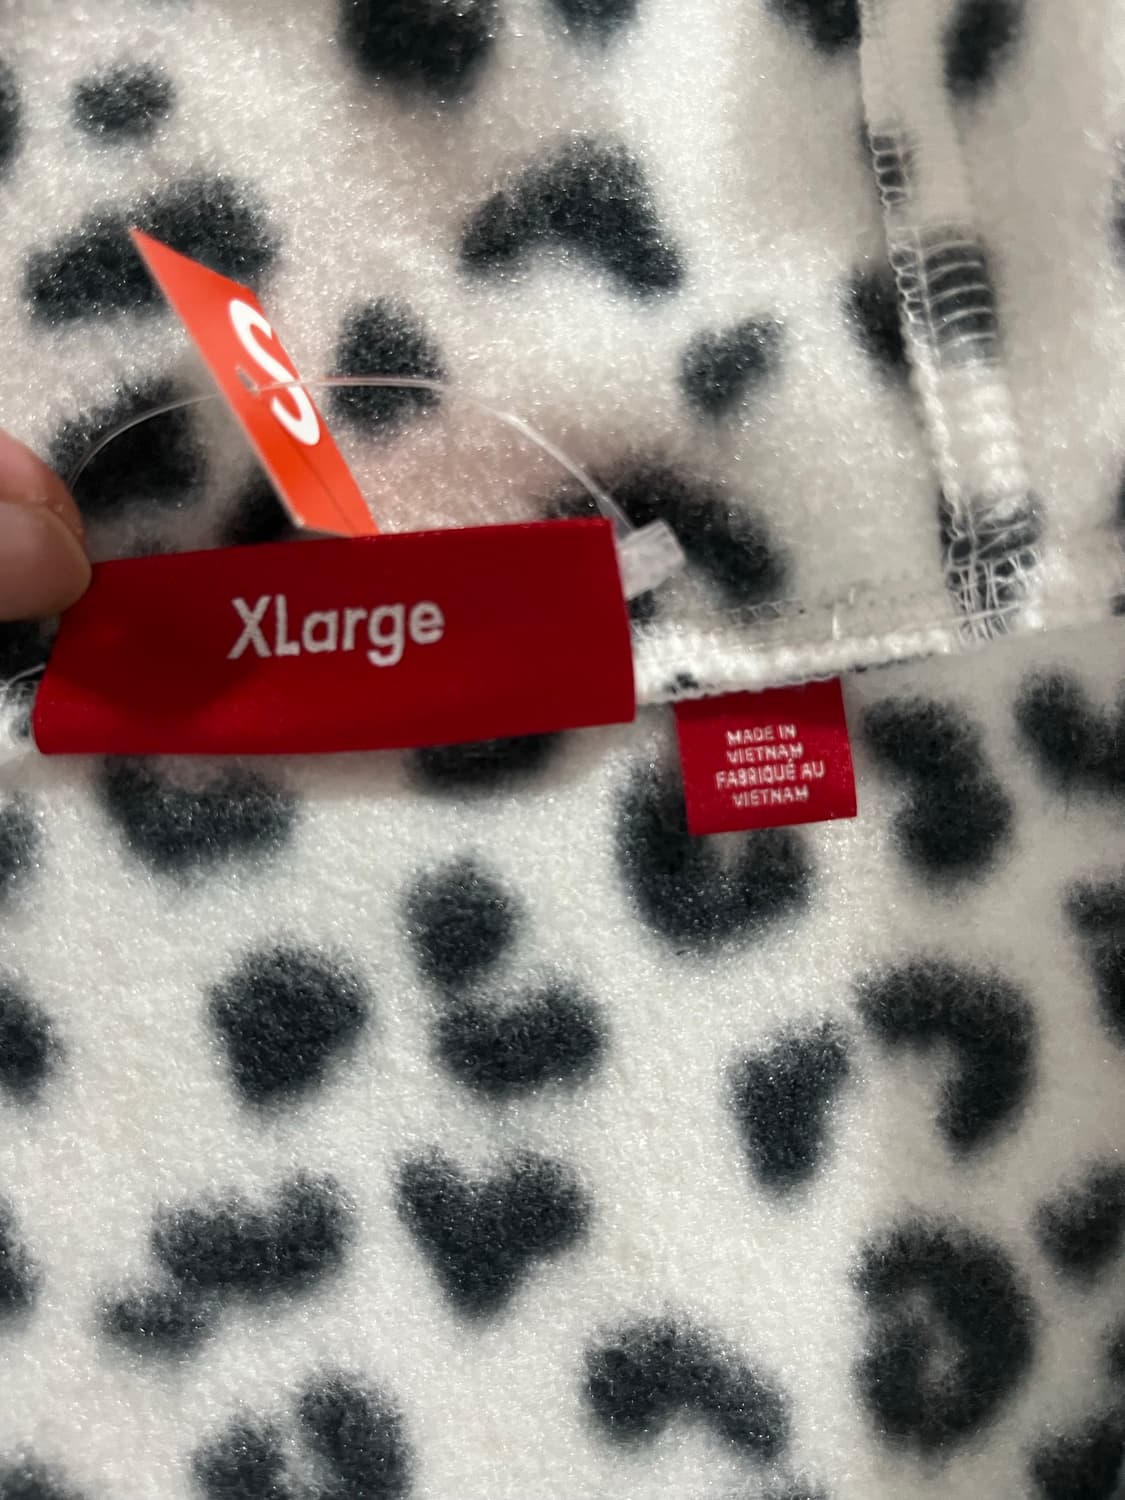 S
XLarge
MADE IN
VIETNAM
FABRIQUÉ AU
VIETNAM